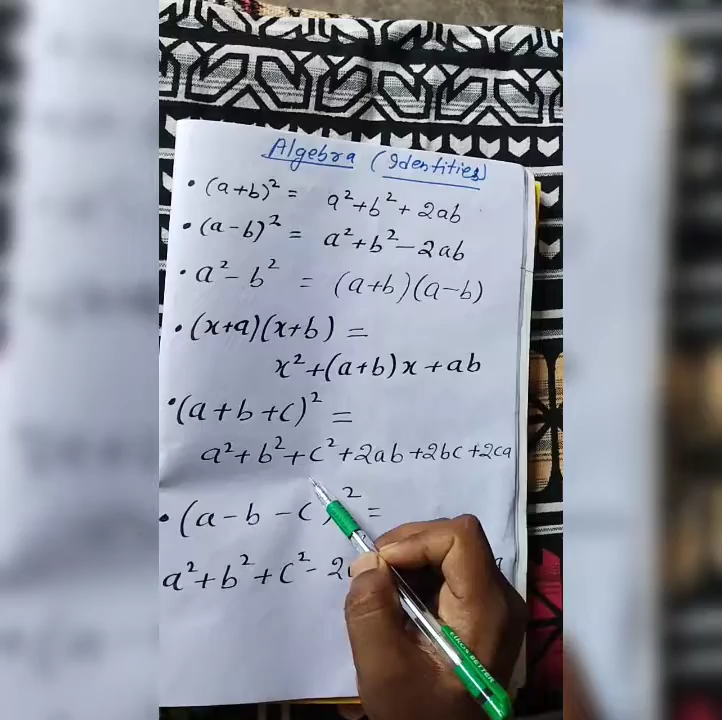 Algebra (Identities)
• (a+b)² = a²+b²+2ab
• (a-b)² = a²+b²-2ab
• a²-b² = (a+b)(a-b)
• (x+a)(x+b) =
x²+(a+b)x+ab
• (a+b+c)² =
a²+b²+c²+2ab+2bc+2ca
• (a-b-c)² =
a²+b²+c²-2